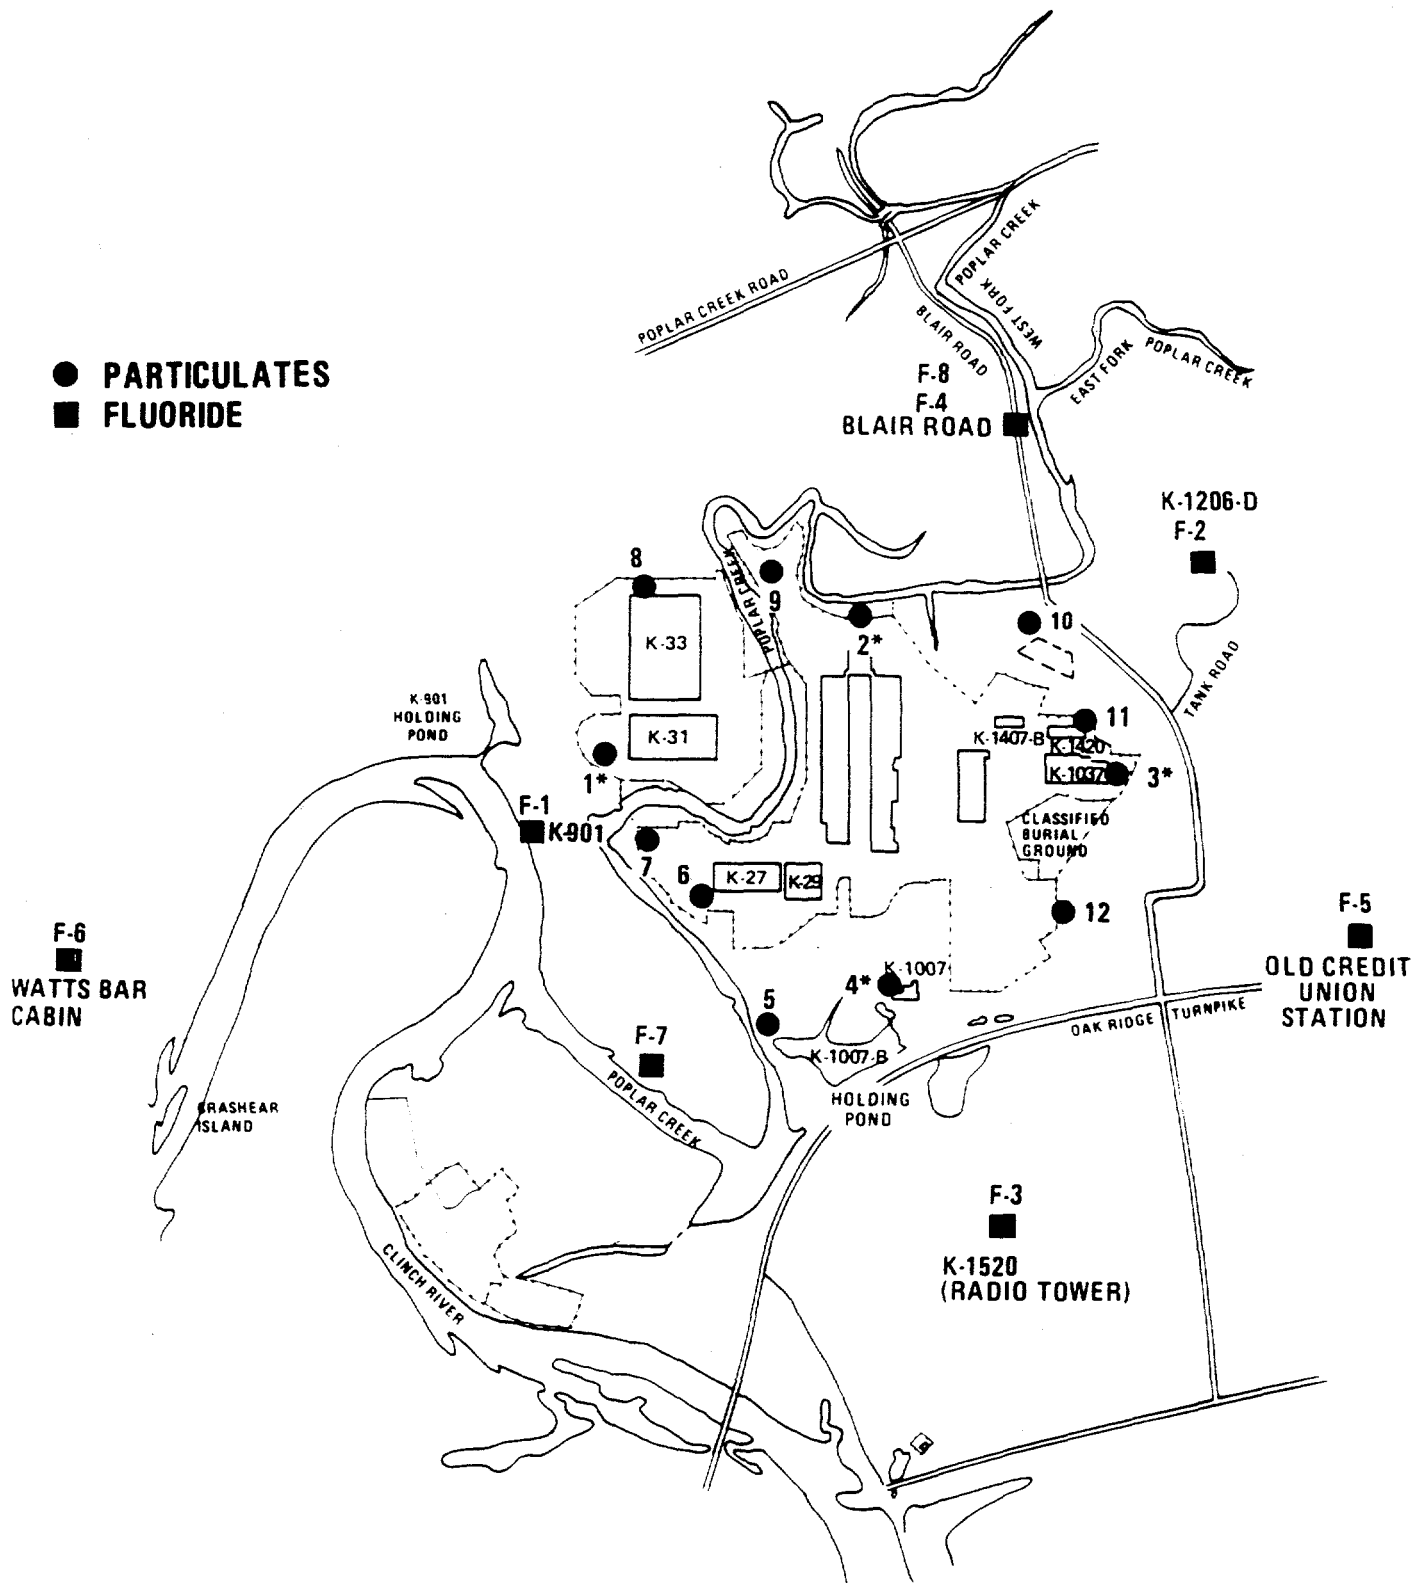 POPLAR CREEK ROAD
POPLAR CREEK
WEST FORK
BLAIR ROAD
EAST FORK
POPLAR CREEK
● PARTICULATES
■ FLUORIDE
F-8
F-4
BLAIR ROAD
K-1206-D
F-2
TANK ROAD
8
9
POPLAR CREEK
2*
10
K-33
K-901
HOLDING
POND
K-31
1*
11
K-1407-B
K-1420
K-1037
3*
F-1
K-901
CLASSIFIED
BURIAL
GROUND
7
6
K-27
K-29
12
F-6
WATTS BAR
CABIN
F-5
OLD CREDIT
UNION
STATION
4*
K-1007
5
OAK RIDGE TURNPIKE
F-7
K-1007-B
HOLDING
POND
POPLAR CREEK
GRASHEAR
ISLAND
F-3
K-1520
(RADIO TOWER)
CLINCH RIVER